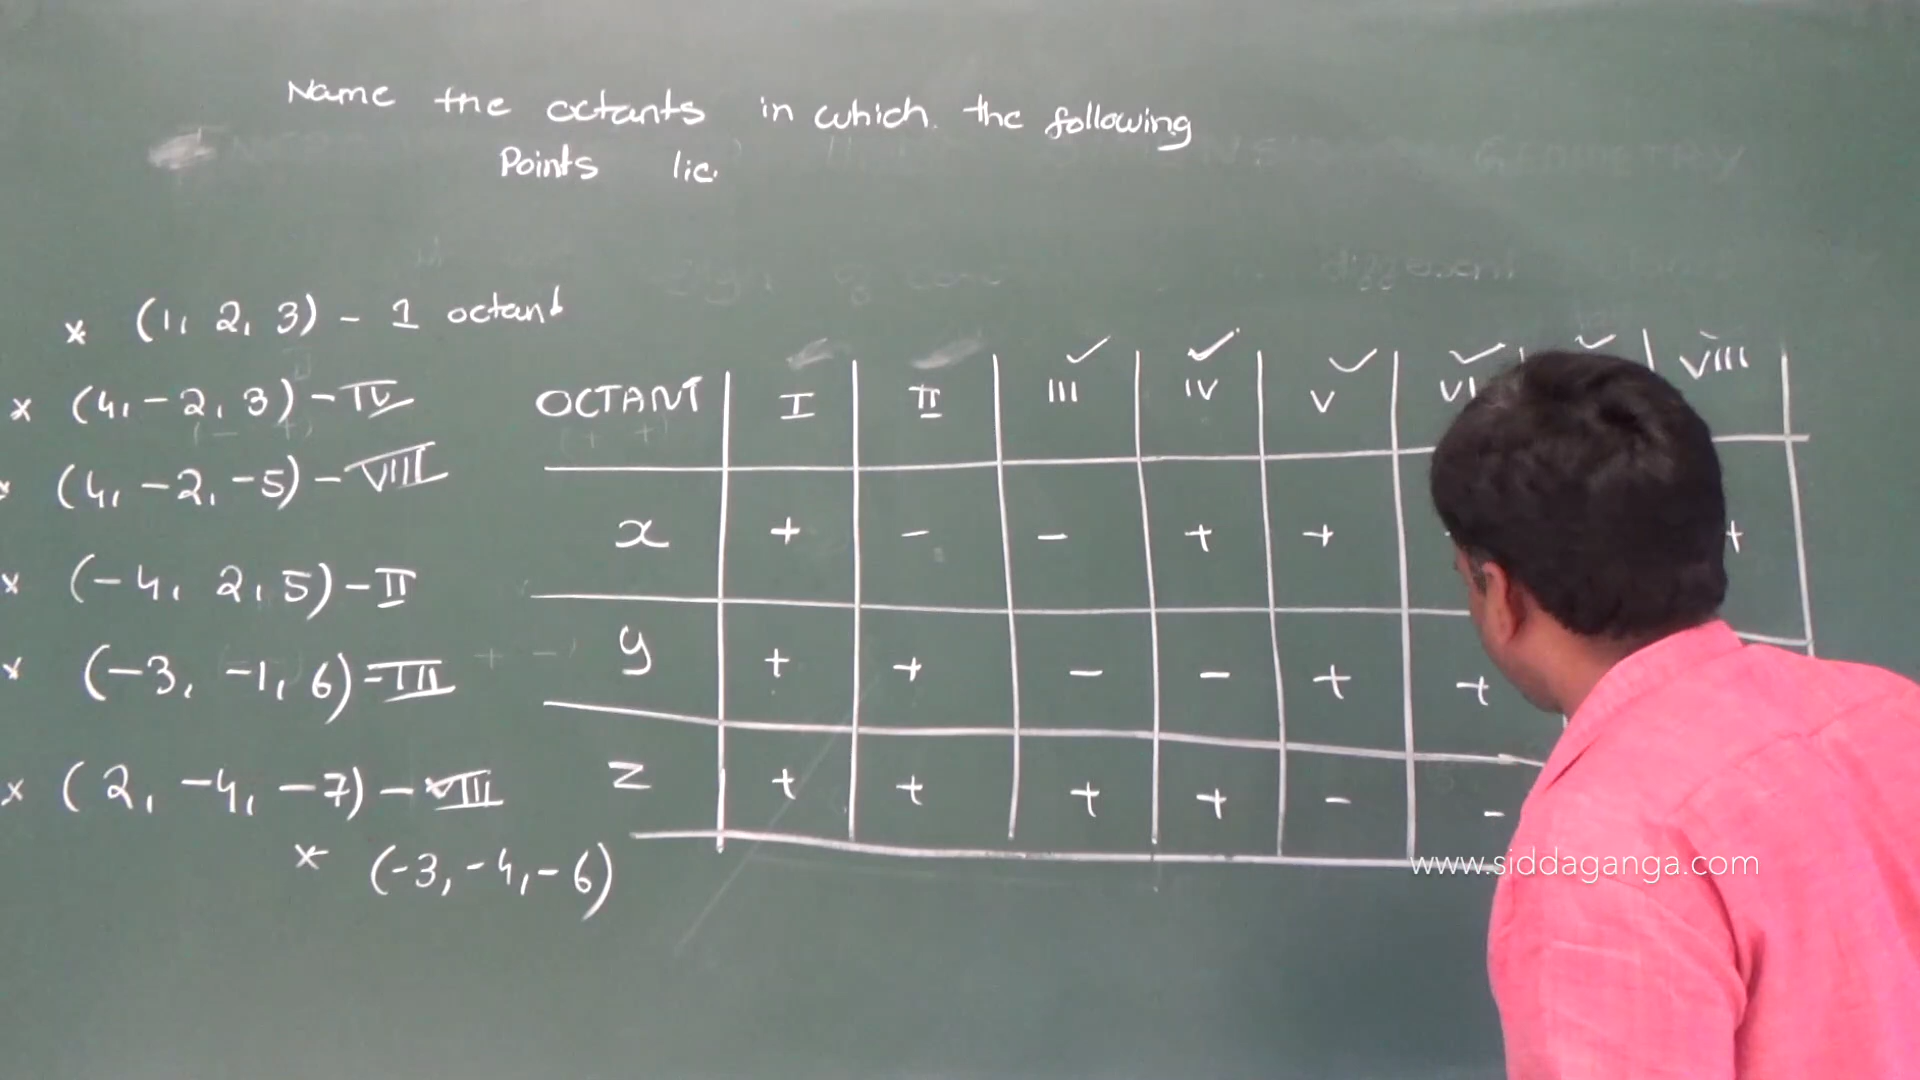 Name the octants in which the following
Points lie.
* (1, 2, 3) - 1 octant
* (4, -2, 3) - IV
* (4, -2, -5) - VIII
* (-4, 2, 5) - II
* (-3, -1, 6) - III
* (2, -4, -7) - VIII
* (-3, -4, -6)
OCTANT I II III IV V VI VIII
x + - - + + +
y + + - - + +
z + + + + - -
www.siddaganga.com